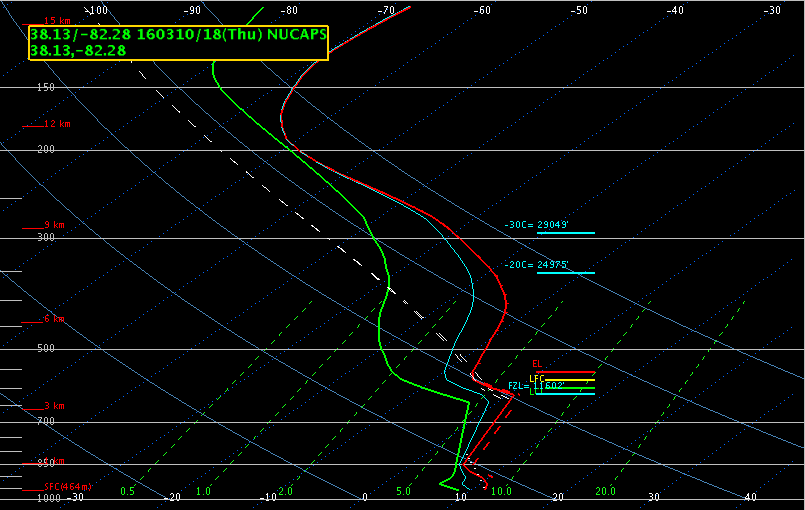 15 km
-100 -90 -80 -70 -60 -50 -40 -30
38.13/-82.28 160310/18(Thu) NUCAPS
38.13,-82.28
150
12 km
200
9 km
-30C= 29049'
300
-20C= 24975'
6 km
500
EL
LFC
FZL=11602'
3 km
700
850
SFC(464m)
0.5 1.0 2.0 5.0 10.0 20.0
1000 -30 -20 -10 0 10 20 30 40